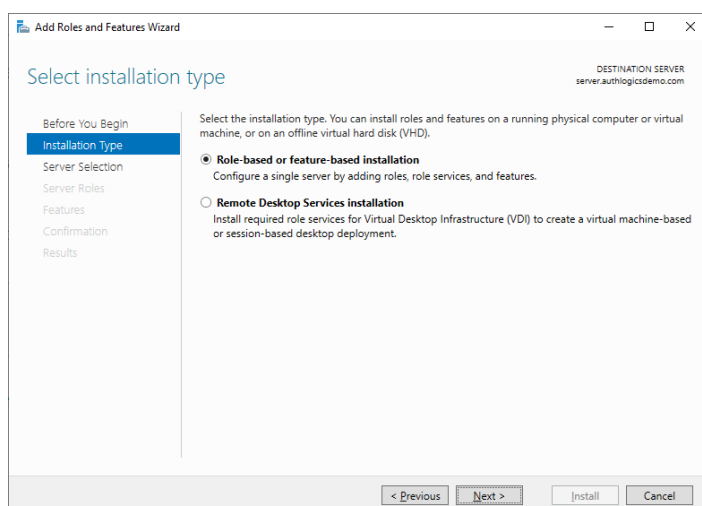 Add Roles and Features Wizard
Select installation type
DESTINATION SERVER
server.authlogicsdemo.com
Before You Begin
Installation Type
Server Selection
Server Roles
Features
Confirmation
Results
Select the installation type. You can install roles and features on a running physical computer or virtual
machine, or on an offline virtual hard disk (VHD).
Role-based or feature-based installation
Configure a single server by adding roles, role services, and features.
Remote Desktop Services installation
Install required role services for Virtual Desktop Infrastructure (VDI) to create a virtual machine-based
or session-based desktop deployment.
< Previous
Next >
Install
Cancel